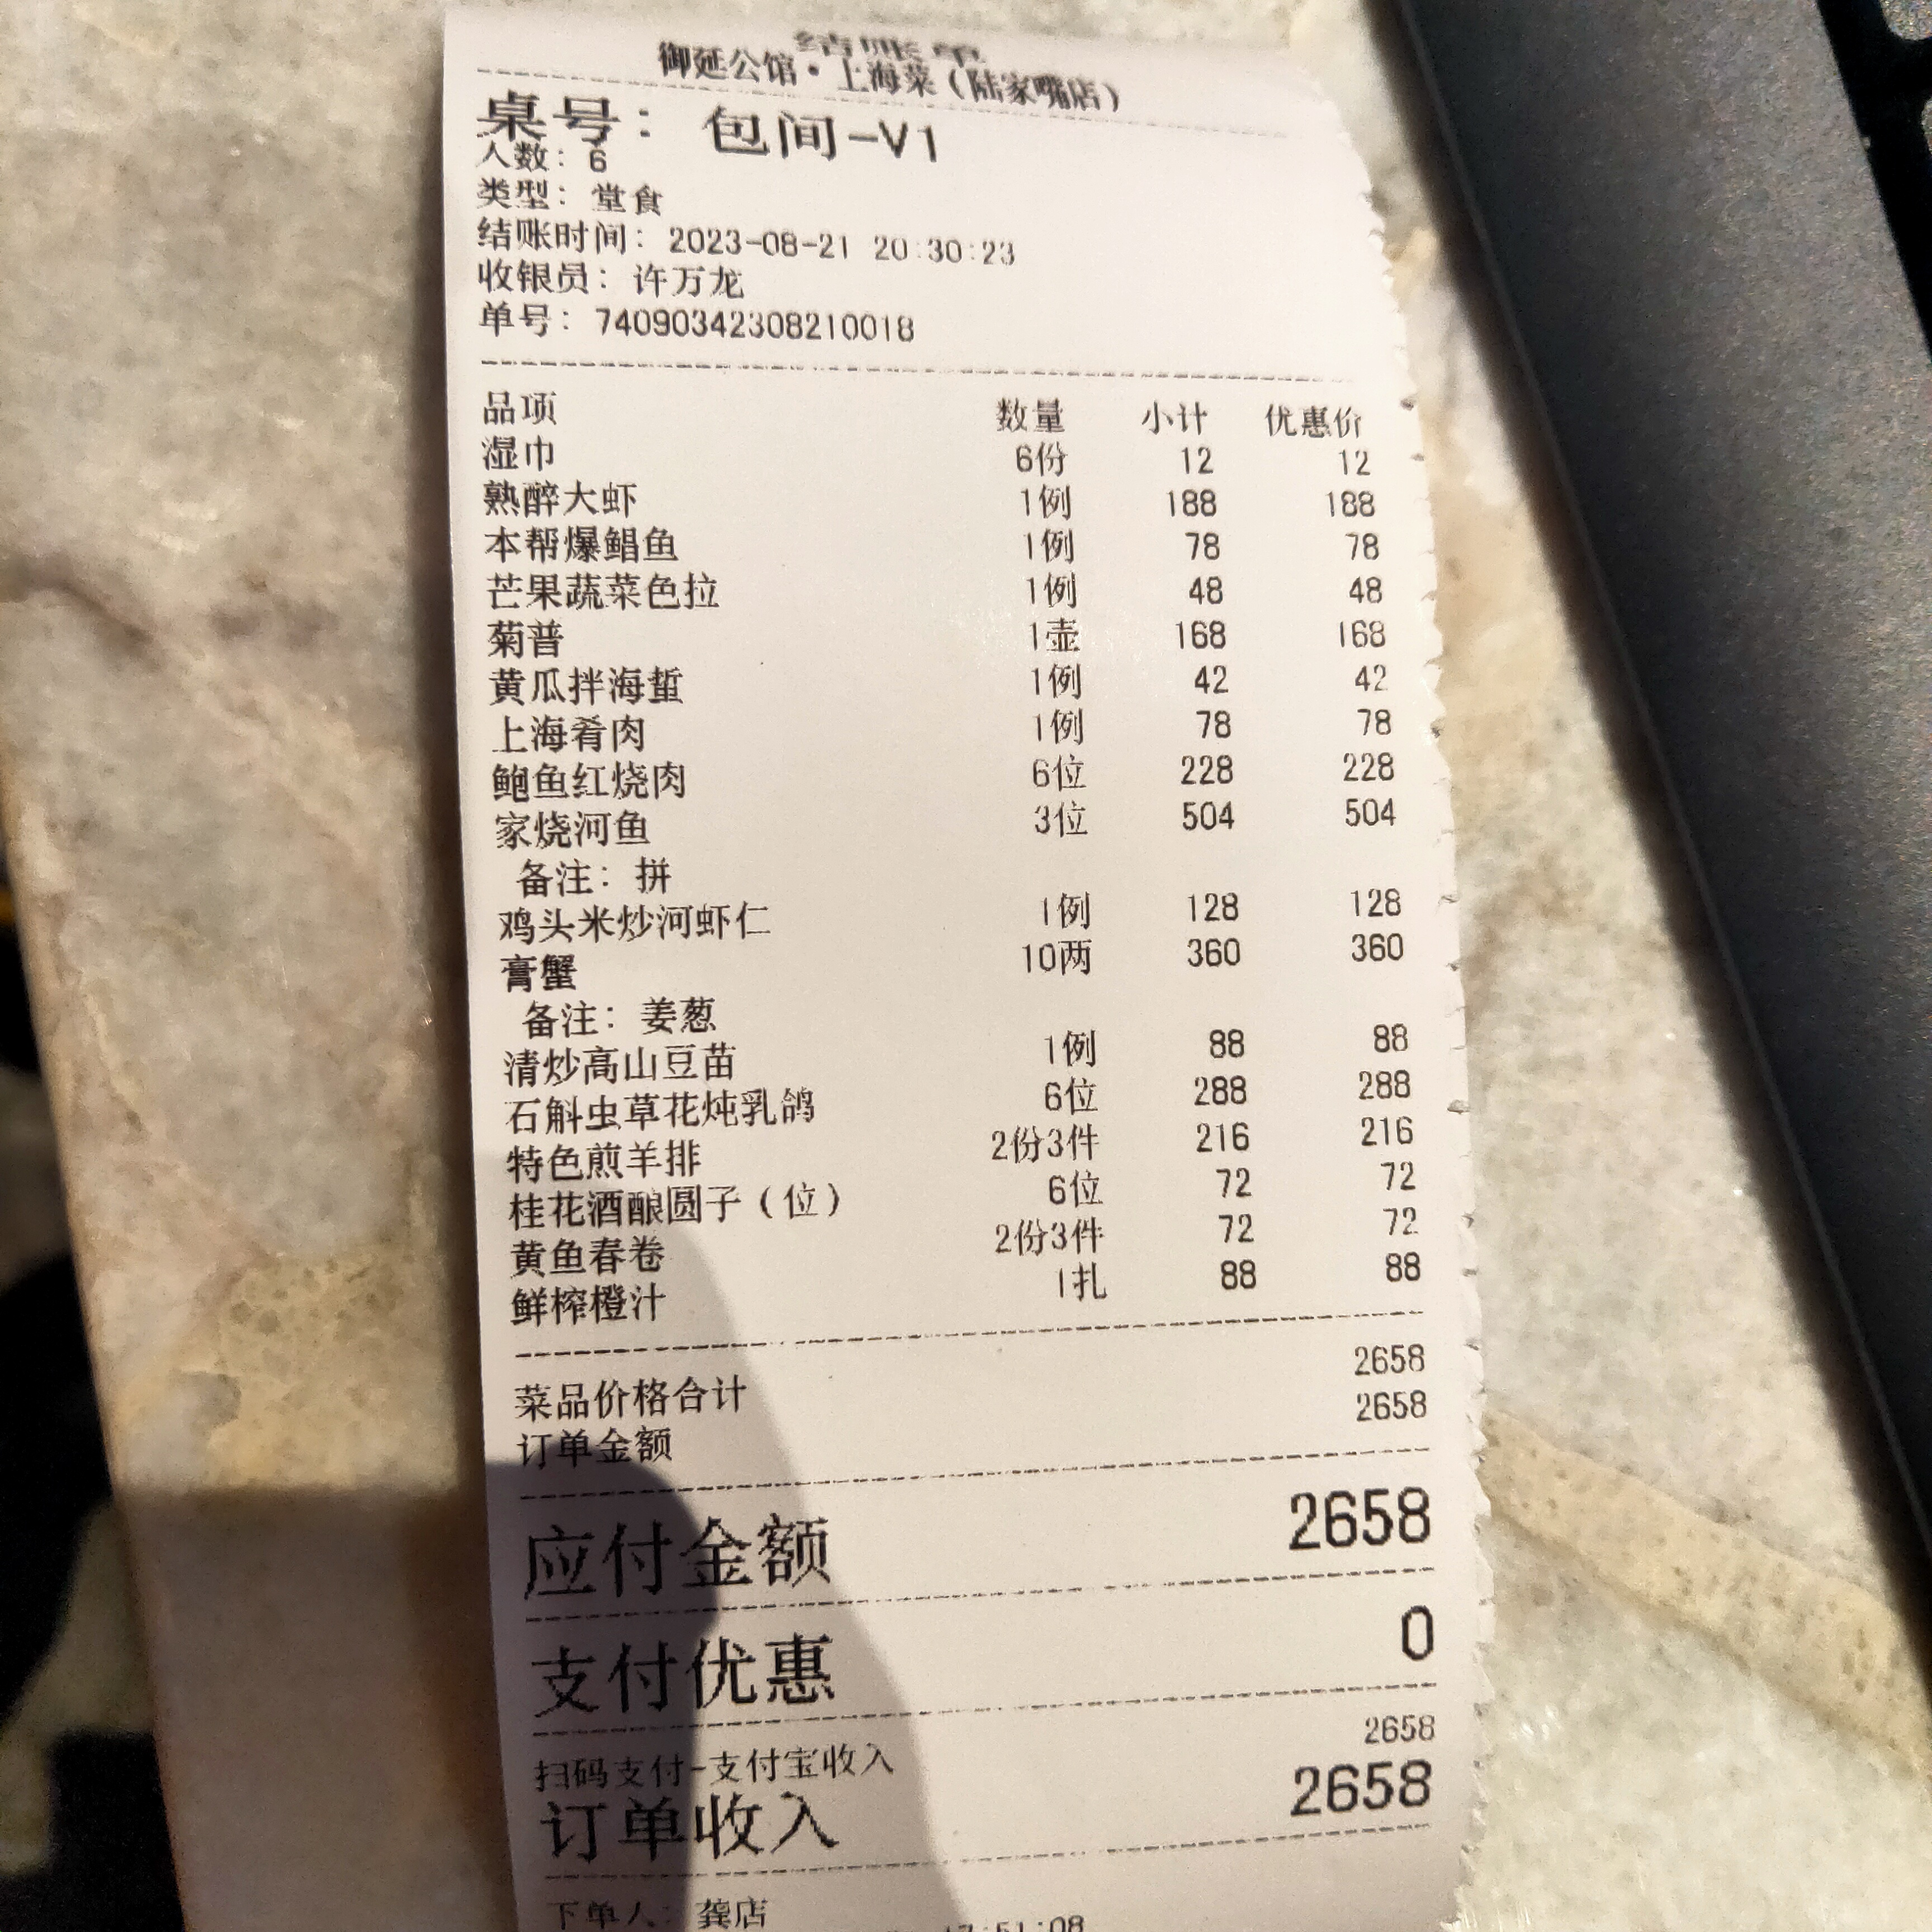 结账单
御延公馆·上海菜(陆家嘴店)
桌号: 包间-V1
人数: 6
类型: 堂食
结账时间: 2023-08-21 20:30:23
收银员: 许万龙
单号: 74090342308210018
品项 数量 小计 优惠价
湿巾 6份 12 12
熟醉大虾 1例 188 188
本帮爆鲳鱼 1例 78 78
芒果蔬菜色拉 1例 48 48
菊普 1壶 168 168
黄瓜拌海蜇 1例 42 42
上海肴肉 1例 78 78
鲍鱼红烧肉 6位 228 228
家烧河鱼 3位 504 504
备注: 拼
鸡头米炒河虾仁 1例 128 128
膏蟹 10两 360 360
备注: 姜葱
清炒高山豆苗 1例 88 88
石斛虫草花炖乳鸽 6位 288 288
特色煎羊排 2份3件 216 216
桂花酒酿圆子(位) 6位 72 72
黄鱼春卷 2份3件 72 72
鲜榨橙汁 1扎 88 88
菜品价格合计 2658
订单金额 2658
应付金额 2658
支付优惠 0
扫码支付-支付宝收入 2658
订单收入 2658
下单人: 龚店
17:51:08